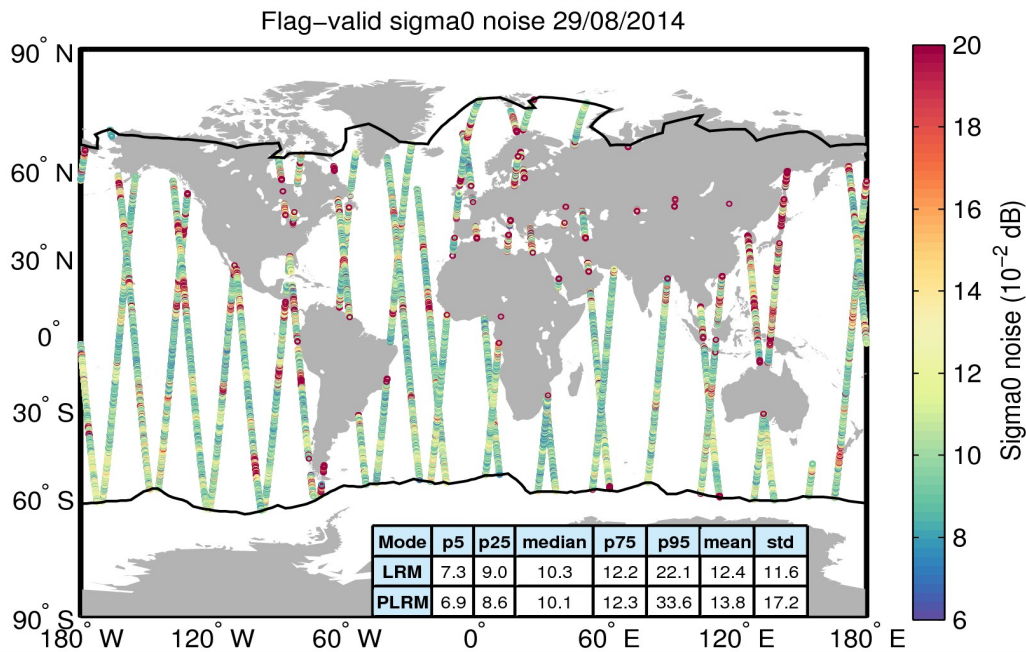 Flag−valid sigma0 noise 29/08/2014
90° N
60° N
30° N
0°
30° S
60° S
90° S
180° W
120° W
60° W
0°
60° E
120° E
180° E
Mode p5 p25 median p75 p95 mean std
LRM 7.3 9.0 10.3 12.2 22.1 12.4 11.6
PLRM 6.9 8.6 10.1 12.3 33.6 13.8 17.2
20
18
16
14
12
10
8
6
Sigma0 noise (10⁻² dB)